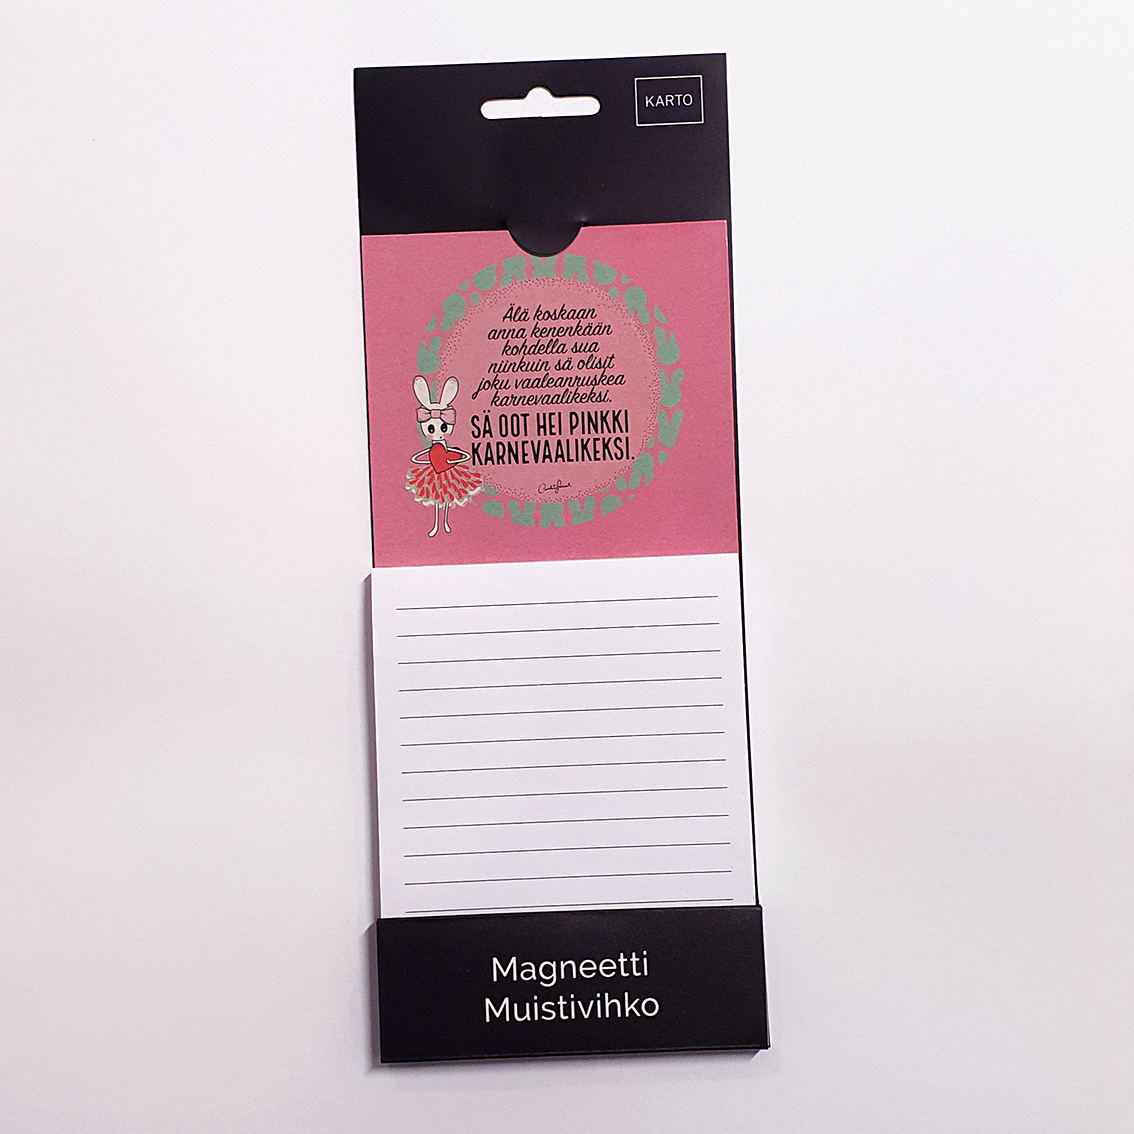 KARTO
Älä koskaan
anna kenenkään
kohdella sua
niinkuin sä olisit
joku vaaleanruskea
karnevaalikeksi.
SÄ OOT HEI PINKKI
KARNEVAALIKEKSI.
Magneetti
Muistivihko